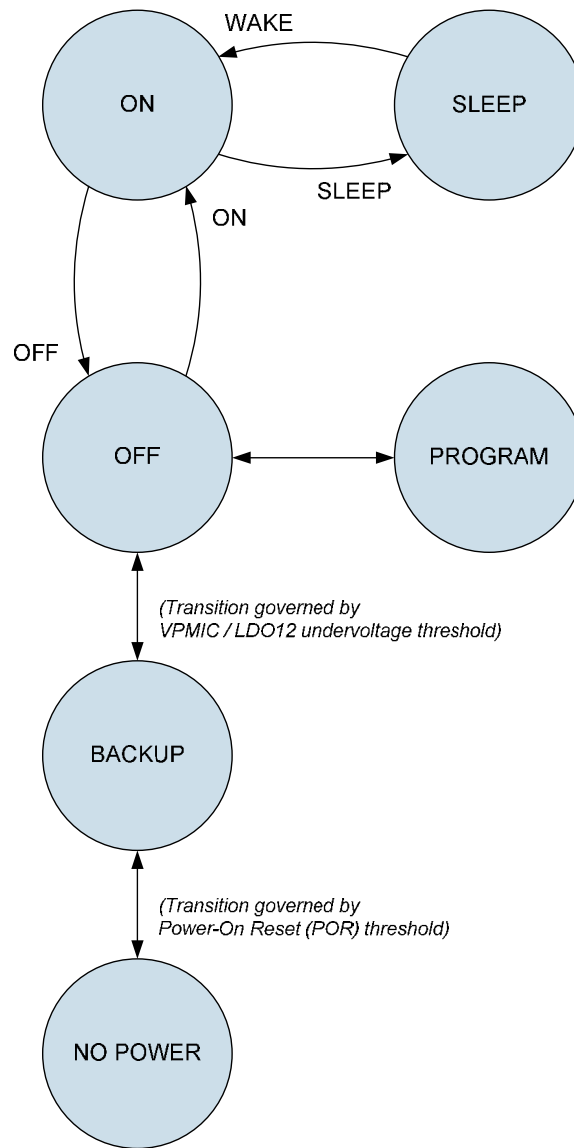 WAKE
ON
SLEEP
SLEEP
ON
OFF
OFF
PROGRAM
(Transition governed by
VPMIC / LDO12 undervoltage threshold)
BACKUP
(Transition governed by
Power-On Reset (POR) threshold)
NO POWER